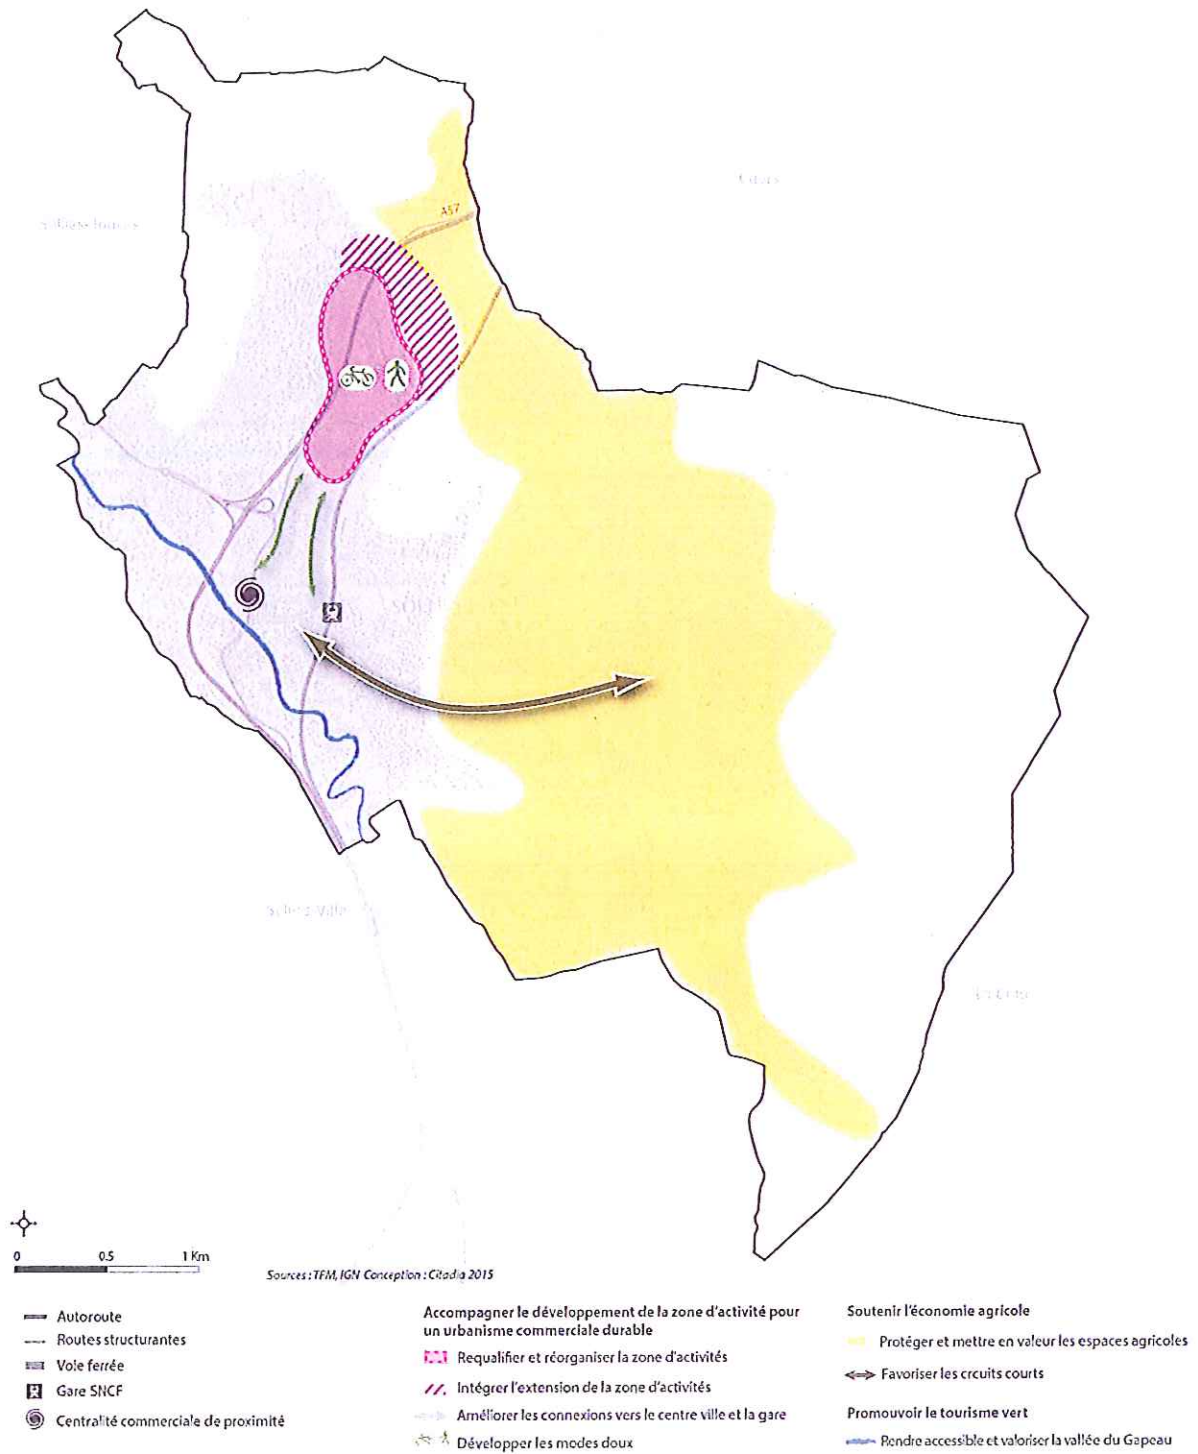 A57
0 0.5 1 Km
Sources : TFM, IGN Conception : Citadia 2015
Autoroute
Routes structurantes
Voie ferrée
Gare SNCF
Centralité commerciale de proximité
Accompagner le développement de la zone d'activité pour
un urbanisme commerciale durable
Requalifier et réorganiser la zone d'activités
Intégrer l'extension de la zone d'activités
Améliorer les connexions vers le centre ville et la gare
Développer les modes doux
Soutenir l'économie agricole
Protéger et mettre en valeur les espaces agricoles
Favoriser les crcuits courts
Promouvoir le tourisme vert
Rendre accessible et valoriser la vallée du Gapeau